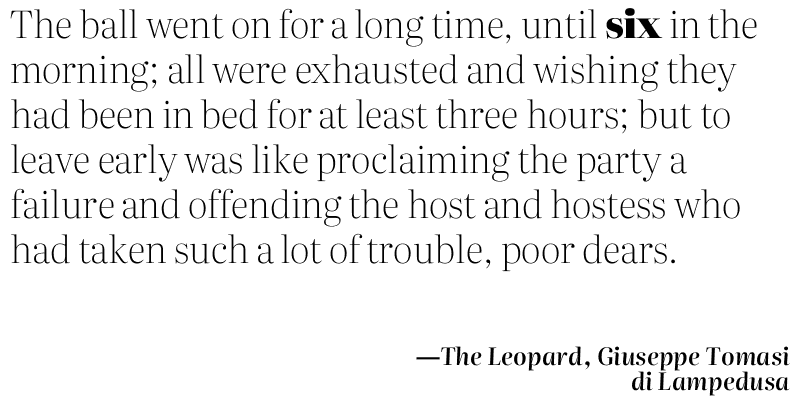 The ball went on for a long time, until six in the
morning; all were exhausted and wishing they
had been in bed for at least three hours; but to
leave early was like proclaiming the party a
failure and offending the host and hostess who
had taken such a lot of trouble, poor dears.
—The Leopard, Giuseppe Tomasi
di Lampedusa